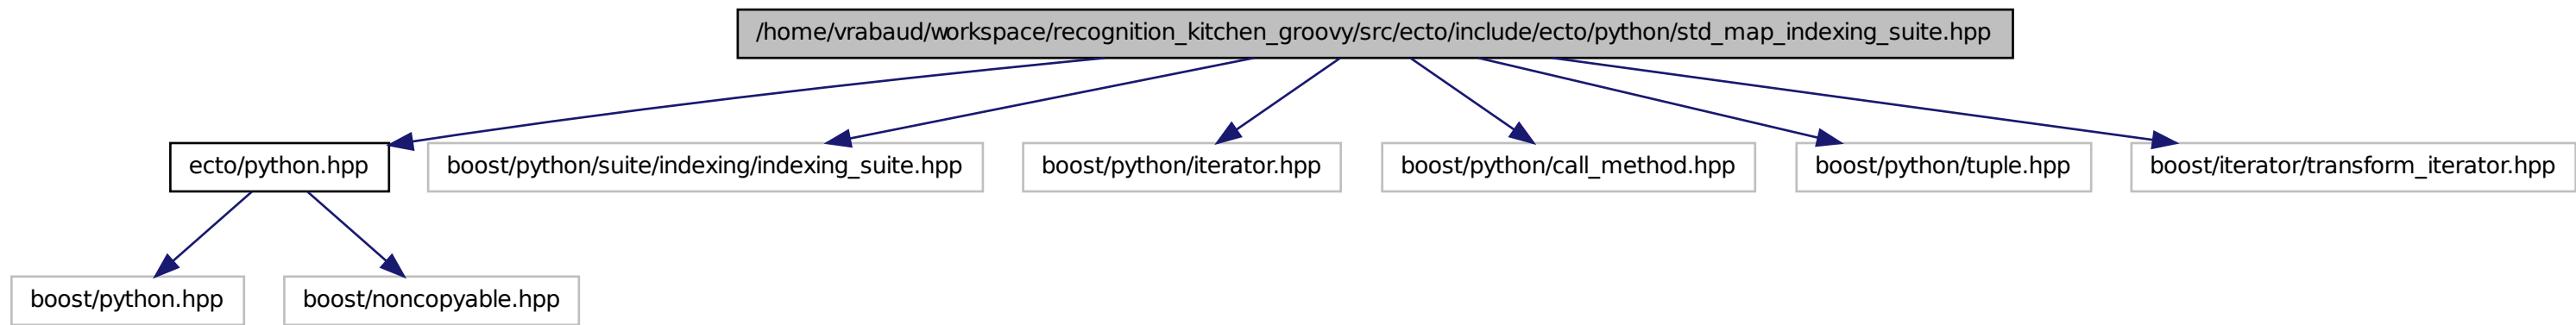 /home/vrabaud/workspace/recognition_kitchen_groovy/src/ecto/include/ecto/python/std_map_indexing_suite.hpp
ecto/python.hpp
boost/python/suite/indexing/indexing_suite.hpp
boost/python/iterator.hpp
boost/python/call_method.hpp
boost/python/tuple.hpp
boost/iterator/transform_iterator.hpp
boost/python.hpp
boost/noncopyable.hpp